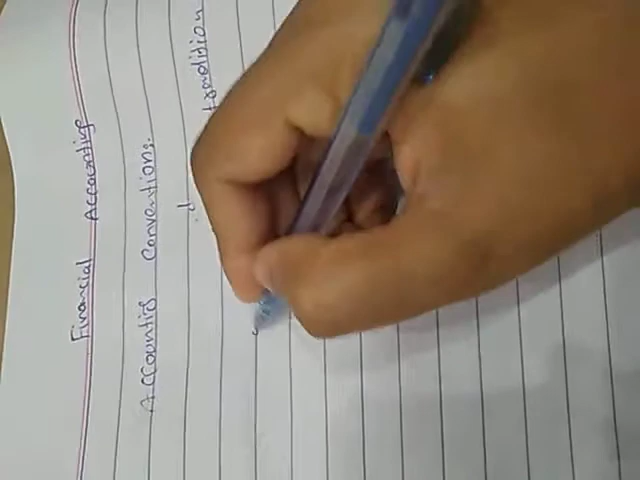 Financial Accounting
Accounting Conventions.
tradition